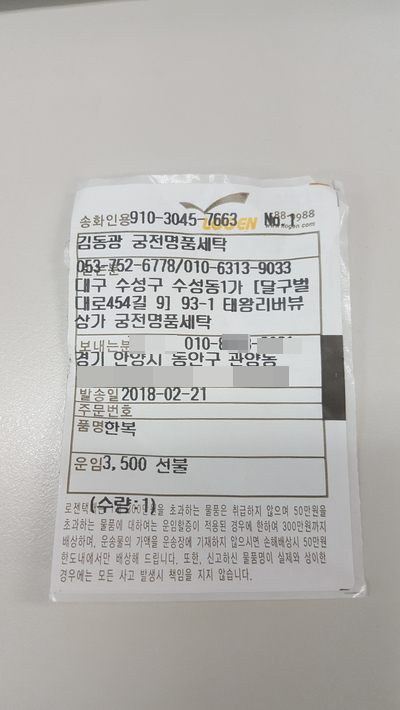 송화인용 910-3045-7663 No.1
LOGEN
김동광 궁전명품세탁
053-752-6778/010-6313-9033
대구 수성구 수성동1가 [달구벌
대로454길 9] 93-1 태왕리버뷰
상가 궁전명품세탁
보내는분 010-8
경기 안양시 동안구 관양동
발송일 2018-02-21
주문번호
품명 한복
운임 3,500 선불
(수량:1)
로젠택 을 초과하는 물품은 취급하지 않으며 50만원을
초과하는 물품에 대하여는 운임할증이 적용된 경우에 한하여 300만원까지
배상하며, 운송물의 가액을 운송장에 기재하지 않으시면 손해배상시 50만원
한도내에서만 배상해 드립니다. 또한, 신고하신 물품명이 실제와 상이한
경우에는 모든 사고 발생시 책임을 지지 않습니다.